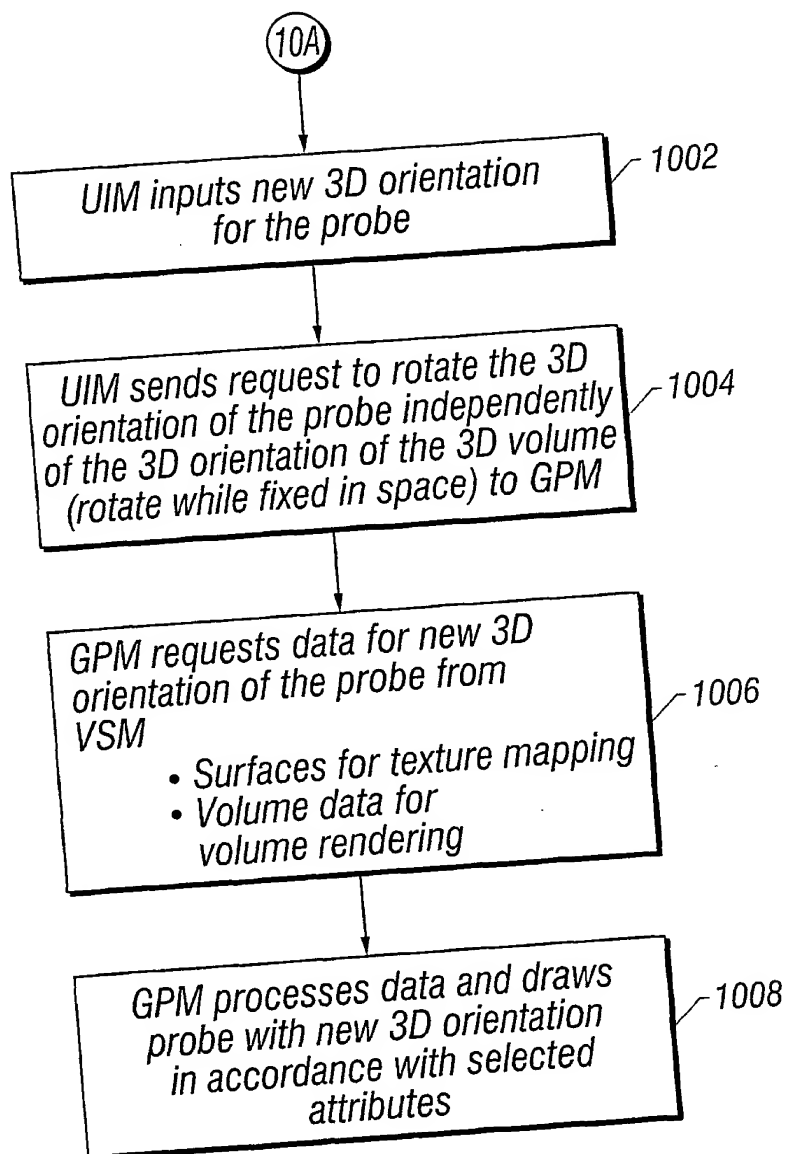 10A
UIM inputs new 3D orientation
for the probe
1002
UIM sends request to rotate the 3D
orientation of the probe independently
of the 3D orientation of the 3D volume
(rotate while fixed in space) to GPM
1004
GPM requests data for new 3D
orientation of the probe from
VSM
• Surfaces for texture mapping
• Volume data for
volume rendering
1006
GPM processes data and draws
probe with new 3D orientation
in accordance with selected
attributes
1008